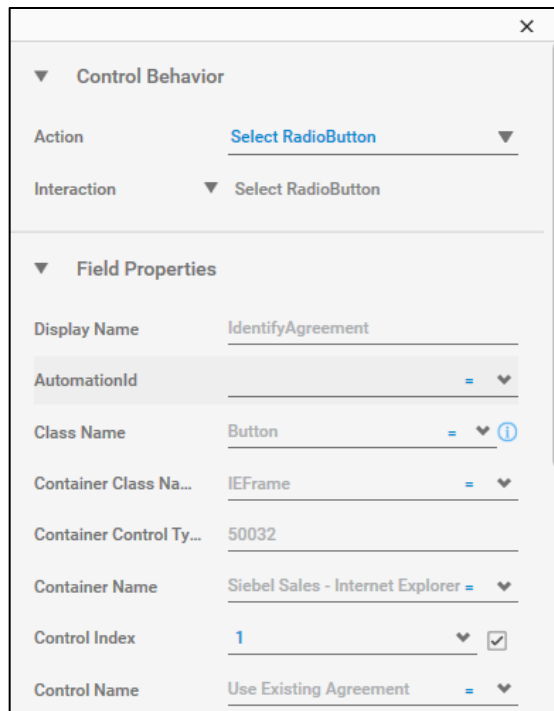 Control Behavior
Action Select RadioButton
Interaction Select RadioButton
Field Properties
Display Name IdentifyAgreement
AutomationId =
Class Name Button =
Container Class Na... IEFrame =
Container Control Ty... 50032
Container Name Siebel Sales - Internet Explorer =
Control Index 1
Control Name Use Existing Agreement =